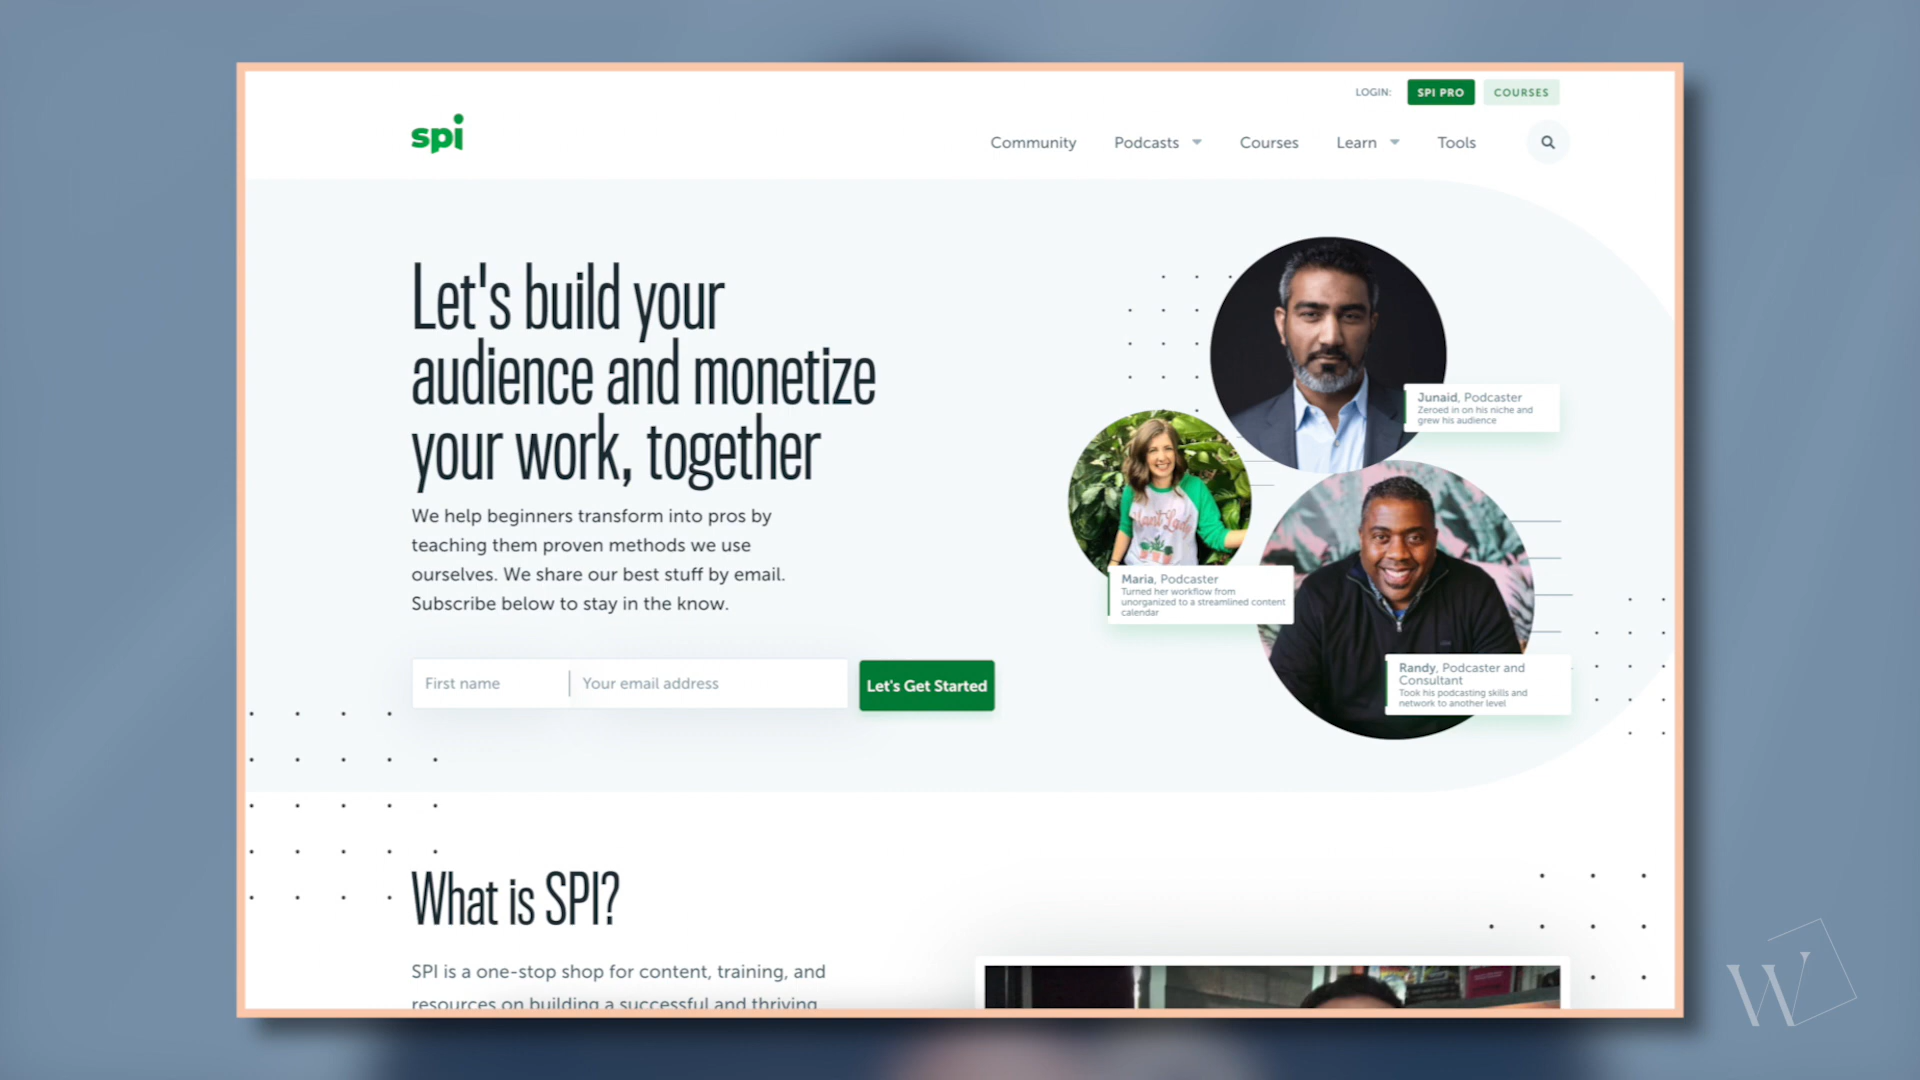 LOGIN: SPI PRO COURSES
spi
Community Podcasts Courses Learn Tools
Let's build your
audience and monetize
your work, together
We help beginners transform into pros by
teaching them proven methods we use
ourselves. We share our best stuff by email.
Subscribe below to stay in the know.
First name Your email address Let's Get Started
Junaid, Podcaster
Zeroed in on his niche and
grew his audience
Maria, Podcaster
Turned her workflow from
unorganized to a streamlined content
calendar
Randy, Podcaster and
Consultant
Took his podcasting skills and
network to another level
What is SPI?
SPI is a one-stop shop for content, training, and
resources on building a successful and thriving
W